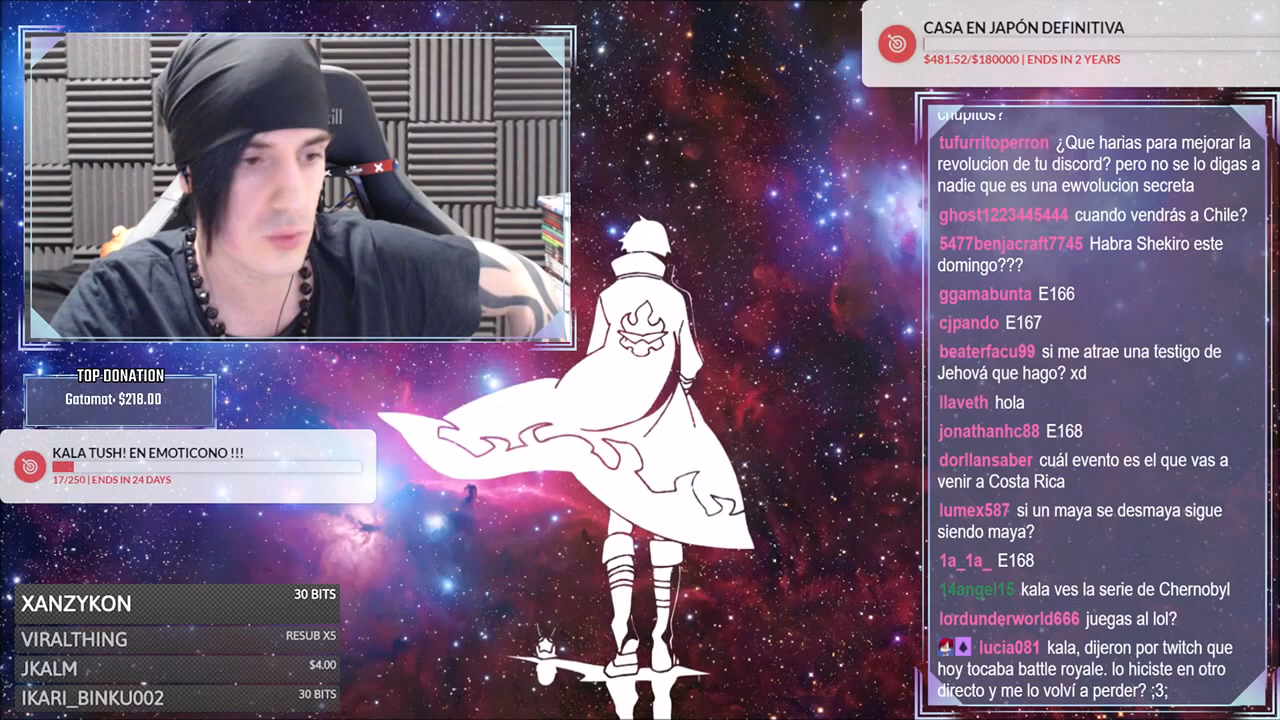 CASA EN JAPÓN DEFINITIVA
$481.52/$180000 | ENDS IN 2 YEARS
chupitos?
tufurritoperron ¿Que harias para mejorar la
revolucion de tu discord? pero no se lo digas a
nadie que es una ewvolucion secreta
ghost1223445444 cuando vendrás a Chile?
5477benjacraft7745 Habra Shekiro este
domingo???
ggamabunta E166
cjpando E167
beaterfacu99 si me atrae una testigo de
Jehová que hago? xd
llaveth hola
jonathanhc88 E168
dorllansaber cuál evento es el que vas a
venir a Costa Rica
lumex587 si un maya se desmaya sigue
siendo maya?
1a_1a_ E168
14angel15 kala ves la serie de Chernobyl
lordunderworld666 juegas al lol?
lucia081 kala, dijeron por twitch que
hoy tocaba battle royale. lo hiciste en otro
directo y me lo volví a perder? ;3;
TOP DONATION
Gatomat: $218.00
KALA TUSH! EN EMOTICONO !!!
17/250 | ENDS IN 24 DAYS
XANZYKON 30 BITS
VIRALTHING RESUB X5
JKALM $4.00
IKARI_BINKU002 30 BITS